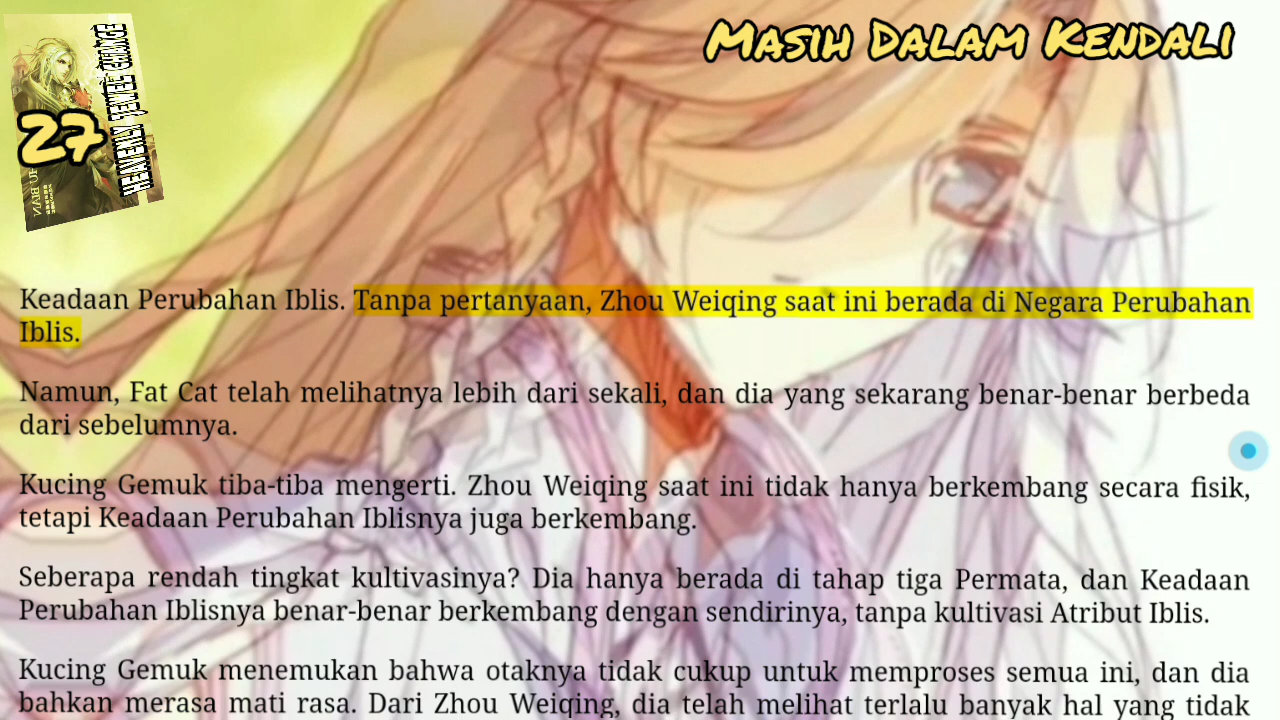 Masih Dalam Kendali
HEAVENLY JEWEL CHANGE
27
Keadaan Perubahan Iblis. Tanpa pertanyaan, Zhou Weiqing saat ini berada di Negara Perubahan
Iblis.
Namun, Fat Cat telah melihatnya lebih dari sekali, dan dia yang sekarang benar-benar berbeda
dari sebelumnya.
Kucing Gemuk tiba-tiba mengerti. Zhou Weiqing saat ini tidak hanya berkembang secara fisik,
tetapi Keadaan Perubahan Iblisnya juga berkembang.
Seberapa rendah tingkat kultivasinya? Dia hanya berada di tahap tiga Permata, dan Keadaan
Perubahan Iblisnya benar-benar berkembang dengan sendirinya, tanpa kultivasi Atribut Iblis.
Kucing Gemuk menemukan bahwa otaknya tidak cukup untuk memproses semua ini, dan dia
bahkan merasa mati rasa. Dari Zhou Weiqing, dia telah melihat terlalu banyak hal yang tidak